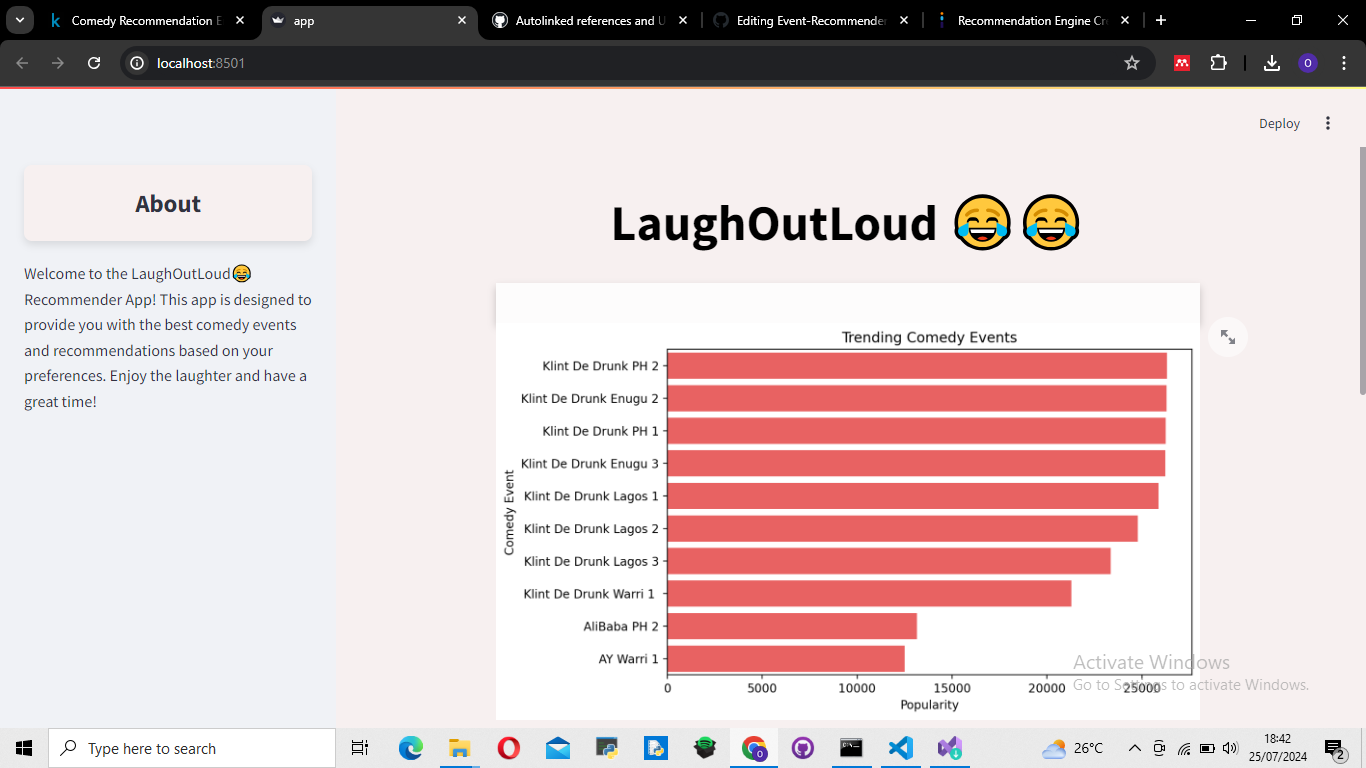 Comedy Recommendation E
app
Autolinked references and U
Editing Event-Recommender
Recommendation Engine Cr
localhost:8501
O
Deploy
About
Welcome to the LaughOutLoud😂
Recommender App! This app is designed to
provide you with the best comedy events
and recommendations based on your
preferences. Enjoy the laughter and have a
great time!
LaughOutLoud 😂 😂
Trending Comedy Events
Comedy Event
Klint De Drunk PH 2
Klint De Drunk Enugu 2
Klint De Drunk PH 1
Klint De Drunk Enugu 3
Klint De Drunk Lagos 1
Klint De Drunk Lagos 2
Klint De Drunk Lagos 3
Klint De Drunk Warri 1
AliBaba PH 2
AY Warri 1
0 5000 10000 15000 20000 25000
Popularity
Activate Windows
Go to Settings to activate Windows.
Type here to search
26°C
18:42
25/07/2024
2